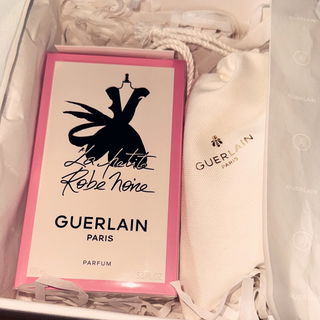 La petite
Robe Noire
GUERLAIN
PARIS
PARFUM
GUERLAIN
PARIS